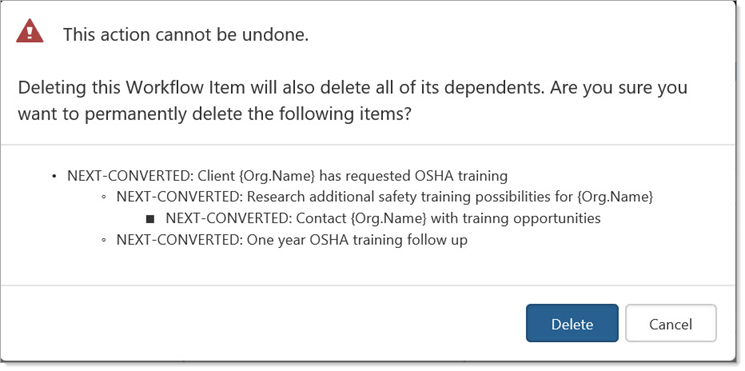 This action cannot be undone.
Deleting this Workflow Item will also delete all of its dependents. Are you sure you
want to permanently delete the following items?
• NEXT-CONVERTED: Client {Org.Name} has requested OSHA training
◦ NEXT-CONVERTED: Research additional safety training possibilities for {Org.Name}
▪ NEXT-CONVERTED: Contact {Org.Name} with trainng opportunities
◦ NEXT-CONVERTED: One year OSHA training follow up
Delete Cancel